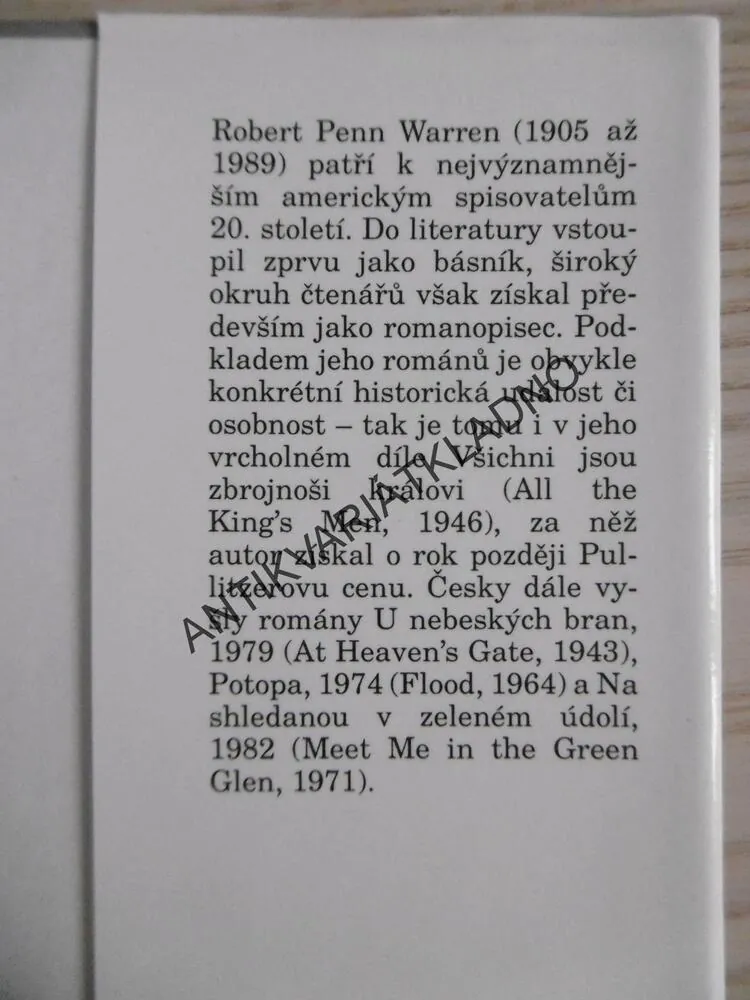 Robert Penn Warren (1905 až
1989) patří k nejvýznamněj-
ším americkým spisovatelům
20. století. Do literatury vstou-
pil zprvu jako básník, široký
okruh čtenářů však získal pře-
devším jako romanopisec. Pod-
kladem jeho románů je obvykle
konkrétní historická událost či
osobnost – tak je tomu i v jeho
vrcholném díle Všichni jsou
zbrojnoši královi (All the
King's Men, 1946), za něž
autor získal o rok později Pul-
litzerovu cenu. Česky dále vy-
šly romány U nebeských bran,
1979 (At Heaven's Gate, 1943),
Potopa, 1974 (Flood, 1964) a Na
shledanou v zeleném údolí,
1982 (Meet Me in the Green
Glen, 1971).
ANTIKVARIÁTKLADNO